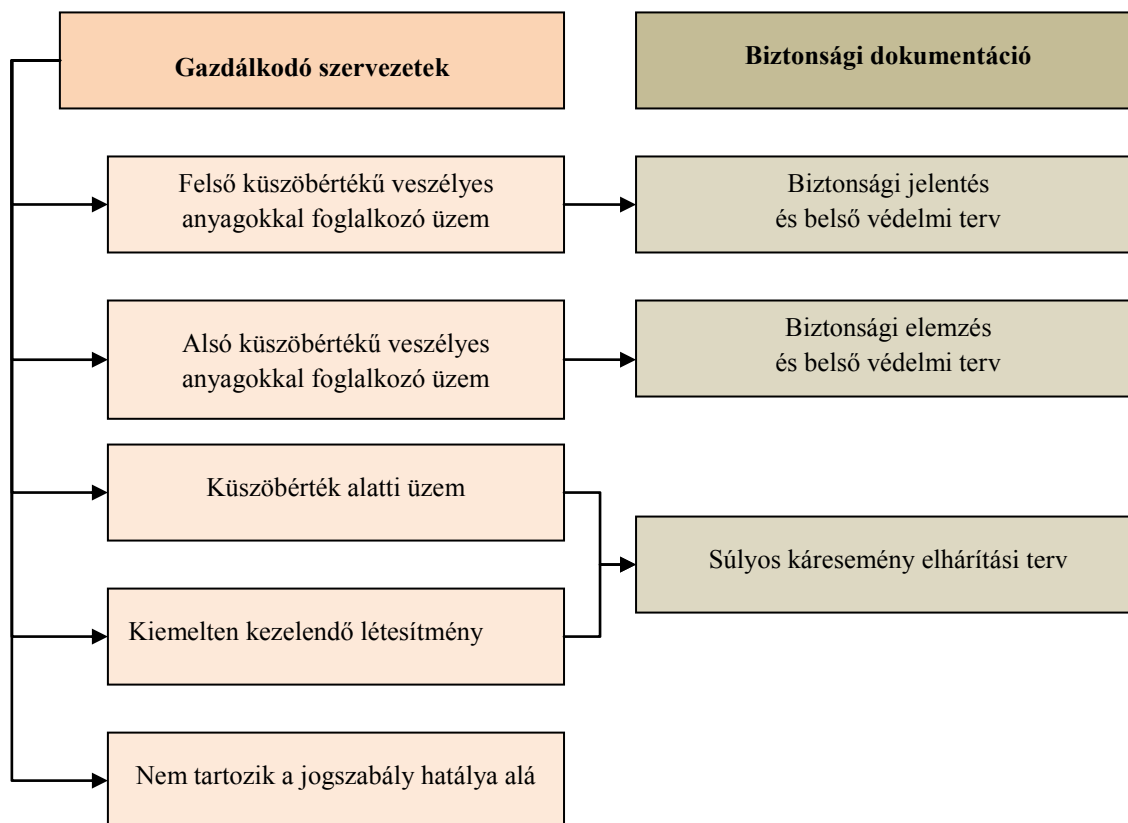 Gazdálkodó szervezetek
Biztonsági dokumentáció
Felső küszöbértékű veszélyes
anyagokkal foglalkozó üzem
Biztonsági jelentés
és belső védelmi terv
Alsó küszöbértékű veszélyes
anyagokkal foglalkozó üzem
Biztonsági elemzés
és belső védelmi terv
Küszöbérték alatti üzem
Súlyos káresemény elhárítási terv
Kiemelten kezelendő létesítmény
Nem tartozik a jogszabály hatálya alá